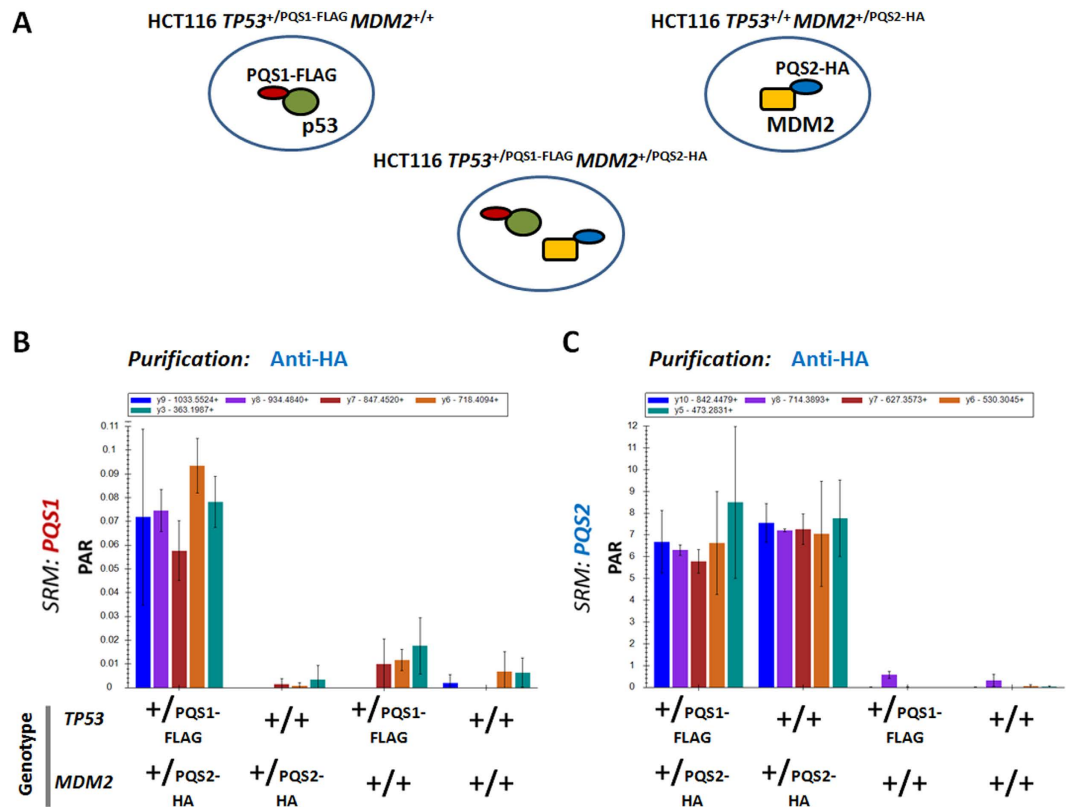 A
HCT116 TP53+/PQS1-FLAG MDM2+/+
HCT116 TP53+/+ MDM2+/PQS2-HA
PQS1-FLAG
p53
PQS2-HA
MDM2
HCT116 TP53+/PQS1-FLAG MDM2+/PQS2-HA
B
Purification: Anti-HA
y9 - 1033.5524+ y8 - 934.4840+ y7 - 847.4520+ y6 - 718.4094+
y3 - 363.1987+
SRM: PQS1
PAR
0.11
0.1
0.09
0.08
0.07
0.06
0.05
0.04
0.03
0.02
0.01
0
C
Purification: Anti-HA
y10 - 842.4479+ y8 - 714.3893+ y7 - 627.3573+ y6 - 530.3045+
y5 - 473.2831+
SRM: PQS2
PAR
12
11
10
9
8
7
6
5
4
3
2
1
0
Genotype
TP53 +/PQS1-FLAG +/+ +/PQS1-FLAG +/+ +/PQS1-FLAG +/+ +/PQS1-FLAG +/+
MDM2 +/PQS2-HA +/PQS2-HA +/+ +/+ +/PQS2-HA +/PQS2-HA +/+ +/+